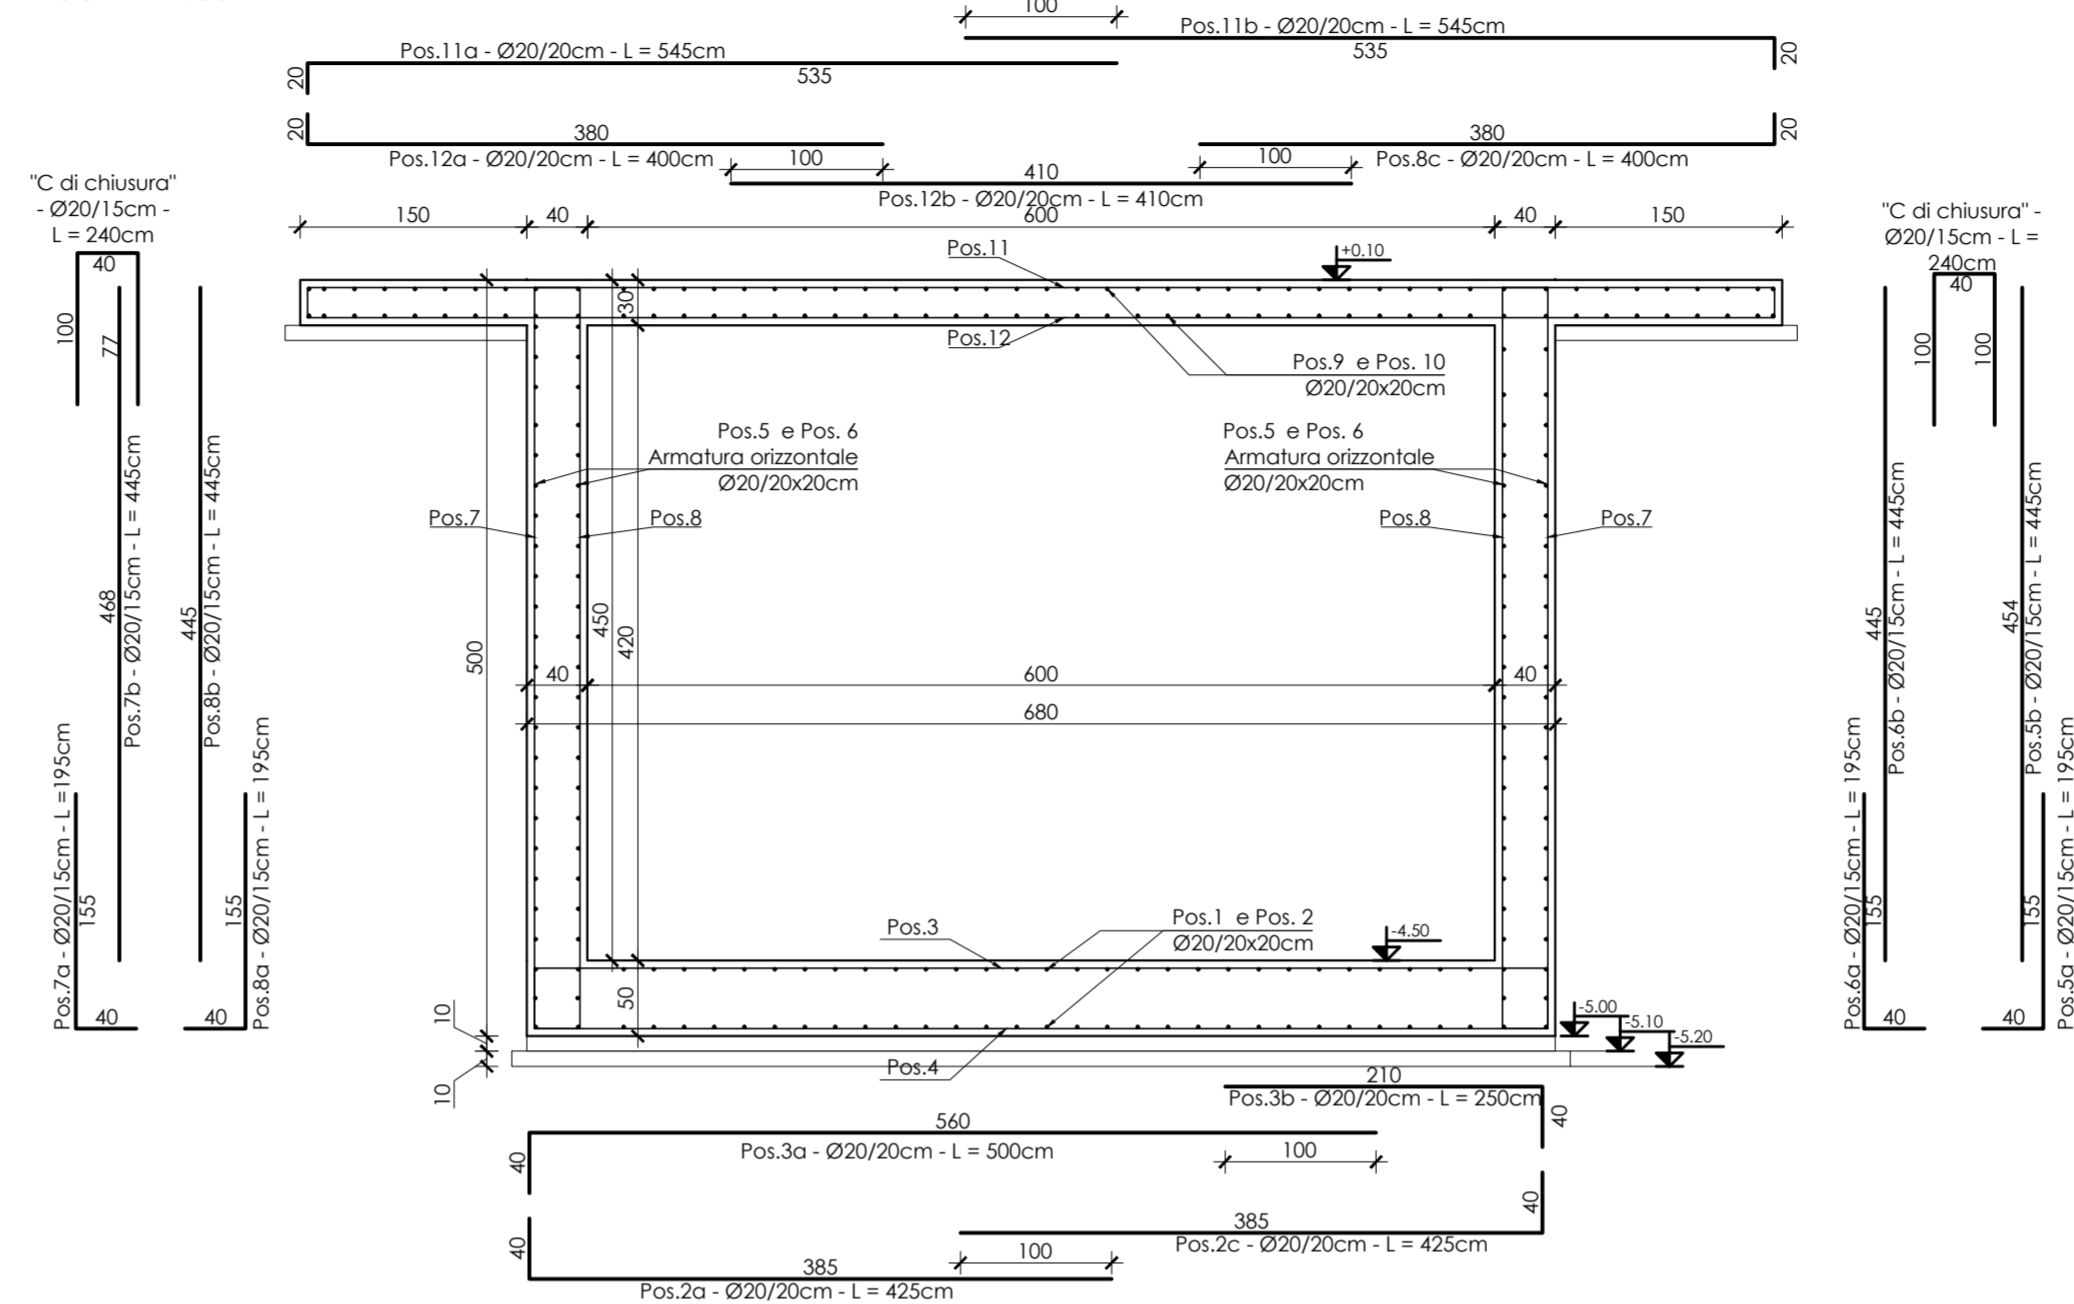 100
Pos.11b - Ø20/20cm - L = 545cm
535
20
Pos.11a - Ø20/20cm - L = 545cm
535
20
20
380
Pos.12a - Ø20/20cm - L = 400cm
100
410
Pos.12b - Ø20/20cm - L = 410cm
380
100
Pos.8c - Ø20/20cm - L = 400cm
20
"C di chiusura"
- Ø20/15cm -
L = 240cm
40
100
77
468
Pos.7b - Ø20/15cm - L = 445cm
445
Pos.8b - Ø20/15cm - L = 445cm
Pos.7a - Ø20/15cm - L =195cm
155
40
155
Pos.8a - Ø20/15cm - L = 195cm
40
150
40
600
40
150
Pos.11
+0.10
30
Pos.12
Pos.9 e Pos. 10
Ø20/20x20cm
Pos.5 e Pos. 6
Armatura orizzontale
Ø20/20x20cm
Pos.5 e Pos. 6
Armatura orizzontale
Ø20/20x20cm
Pos.7
Pos.8
Pos.8
Pos.7
500
450
420
40
600
40
680
Pos.3
Pos.1 e Pos. 2
Ø20/20x20cm
-4.50
50
10
10
-5.00
-5.10
-5.20
Pos.4
"C di chiusura" -
Ø20/15cm - L =
240cm
40
100
100
445
Pos.6b - Ø20/15cm - L = 445cm
454
Pos.5b - Ø20/15cm - L = 445cm
Pos.6a - Ø20/15cm - L = 195cm
155
40
155
Pos.5a - Ø20/15cm - L = 195cm
40
210
Pos.3b - Ø20/20cm - L = 250cm
40
560
Pos.3a - Ø20/20cm - L = 500cm
40
100
385
Pos.2c - Ø20/20cm - L = 425cm
40
40
100
385
Pos.2a - Ø20/20cm - L = 425cm